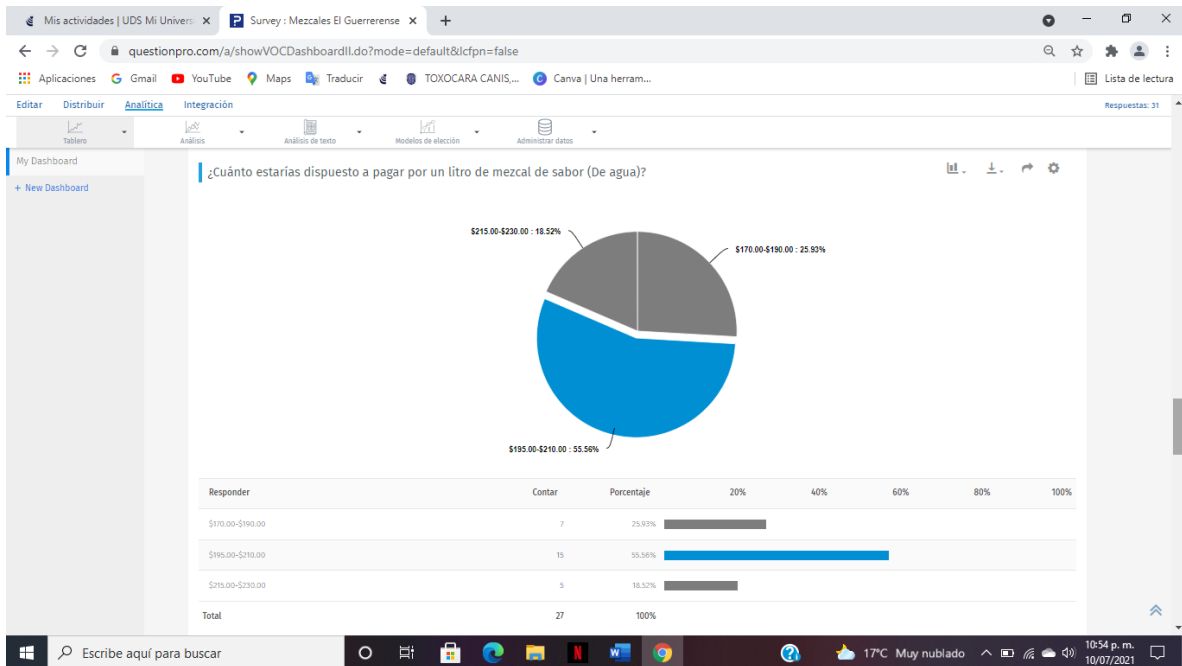 Mis actividades | UDS Mi Univers
Survey : Mezcales El Guerrerense
questionpro.com/a/showVOCDashboardII.do?mode=default&lcfpn=false
Aplicaciones Gmail YouTube Maps Traducir TOXOCARA CANIS,... Canva | Una herram... Lista de lectura
Editar Distribuir Analítica Integración Respuestas: 31
Tablero Análisis Análisis de texto Modelos de elección Administrar datos
My Dashboard
+ New Dashboard
¿Cuánto estarías dispuesto a pagar por un litro de mezcal de sabor (De agua)?
$215.00-$230.00 : 18.52%
$170.00-$190.00 : 25.93%
$195.00-$210.00 : 55.56%
Responder Contar Porcentaje 20% 40% 60% 80% 100%
$170.00-$190.00 7 25.93%
$195.00-$210.00 15 55.56%
$215.00-$230.00 5 18.52%
Total 27 100%
Escribe aquí para buscar
17°C Muy nublado
10:54 p. m.
10/07/2021